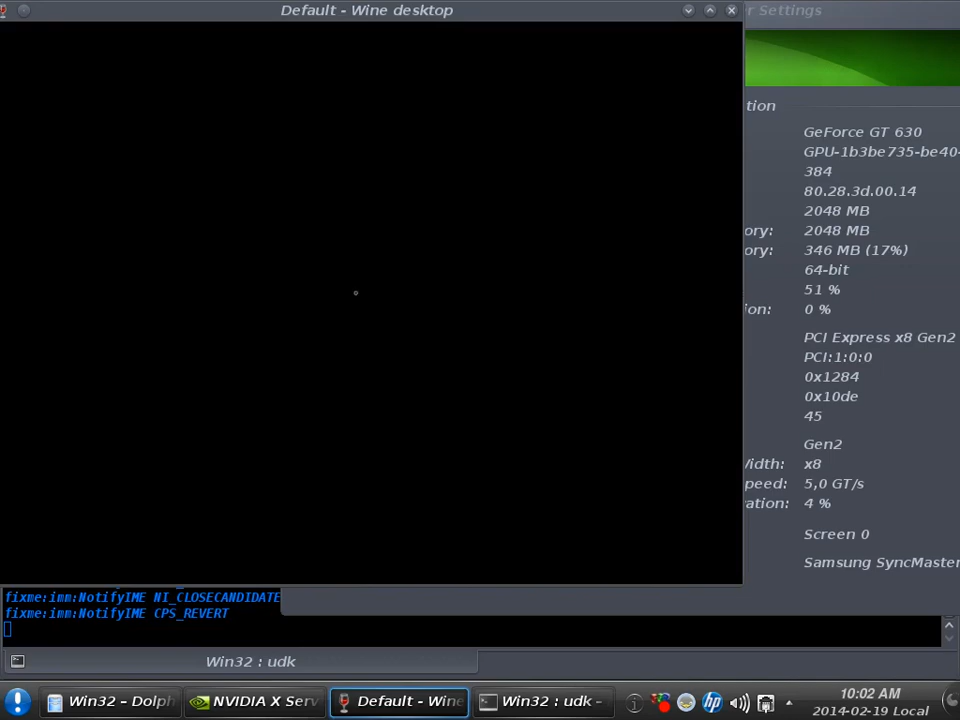 Default - Wine desktop
r Settings
tion
GeForce GT 630
GPU-1b3be735-be40-
384
80.28.3d.00.14
2048 MB
ory: 2048 MB
ory: 346 MB (17%)
64-bit
51 %
ion: 0 %
PCI Express x8 Gen2
PCI:1:0:0
0x1284
0x10de
45
Gen2
Width: x8
peed: 5,0 GT/s
ation: 4 %
Screen 0
Samsung SyncMaster
fixme:imm:NotifyIME NI_CLOSECANDIDATE
fixme:imm:NotifyIME CPS_REVERT
Win32 : udk
Win32 – Dolph
NVIDIA X Serv
Default - Wine
Win32 : udk –
10:02 AM
2014-02-19 Local